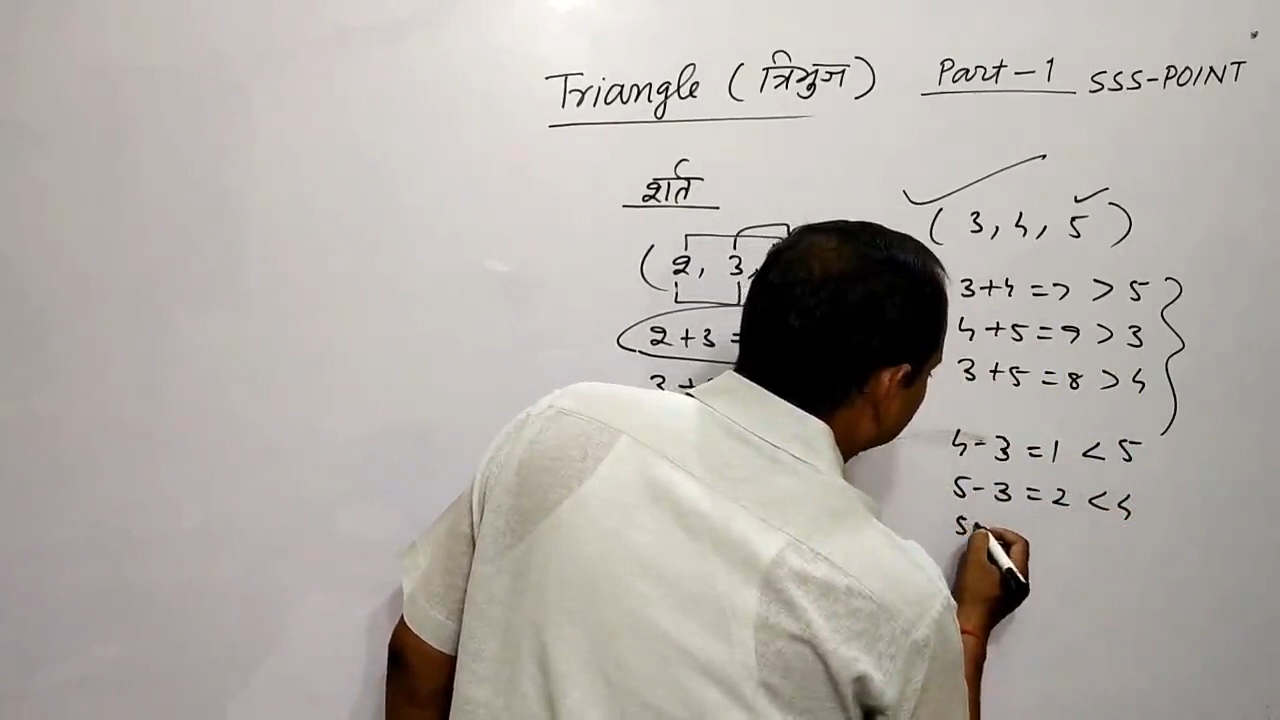 Triangle (त्रिभुज) Part-1 SSS-POINT
शर्त
(2, 3,
2+3 =
(3, 4, 5)
3+4 = 7 > 5
4+5 = 9 > 3
3+5 = 8 > 4
4-3 = 1 < 5
5-3 = 2 < 4
5